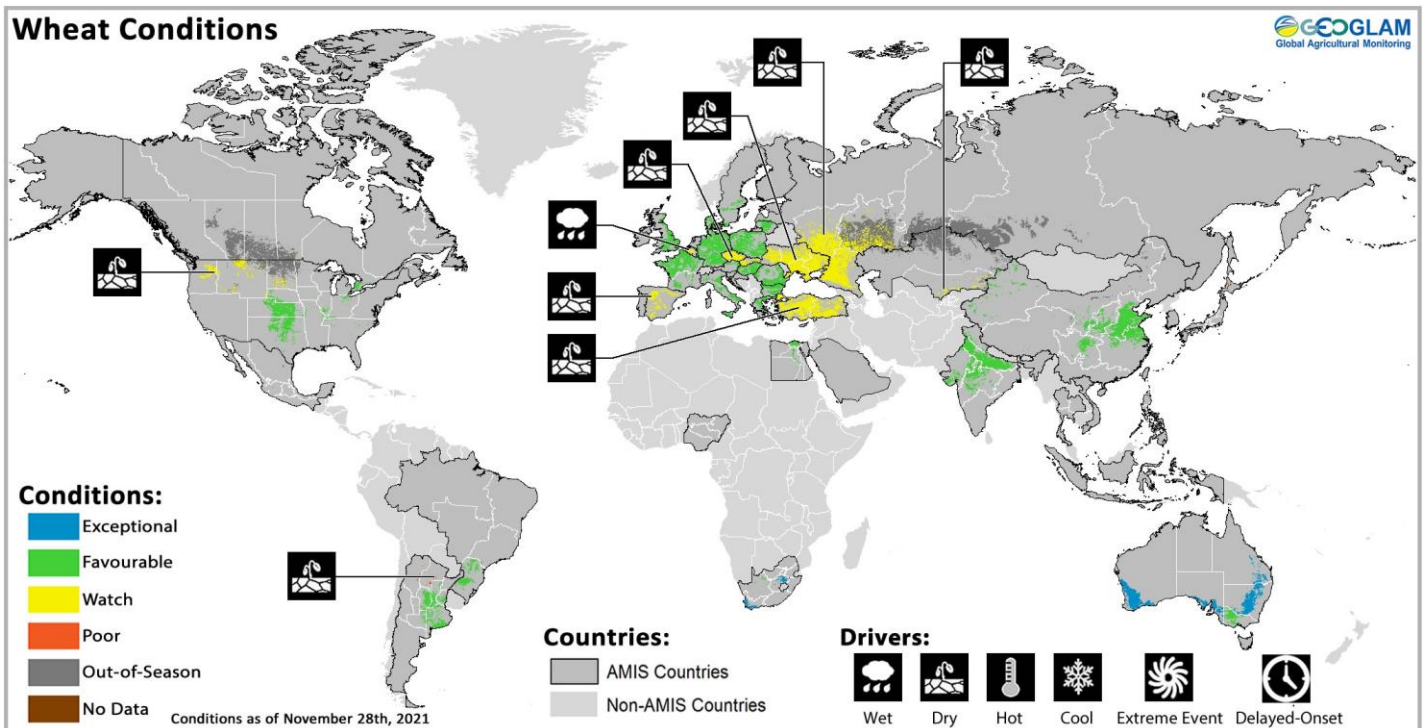 Wheat Conditions
GEOGLAM
Global Agricultural Monitoring
Conditions:
Exceptional
Favourable
Watch
Poor
Out-of-Season
No Data
Conditions as of November 28th, 2021
Countries:
AMIS Countries
Non-AMIS Countries
Drivers:
Wet Dry Hot Cool Extreme Event Delayed-Onset